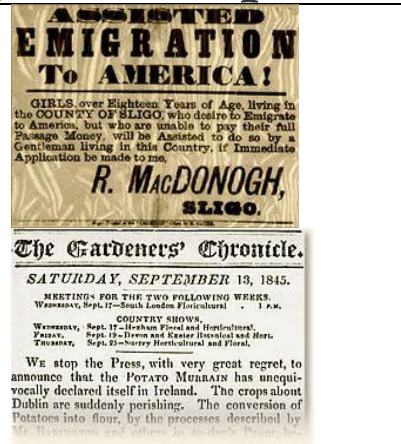 ASSISTED
EMIGRATION
To AMERICA!
GIRLS, over Eighteen Years of Age, living in
the COUNTY OF SLIGO, who desire to Emigrate
to America, but who are unable to pay their full
Passage Money, will be Assisted to do so by a
Gentleman living in this Country, if Immediate
Application be made to me,
R. MACDONOGH,
SLIGO.
The Gardeners' Chronicle.
SATURDAY, SEPTEMBER 13, 1845.
MEETINGS FOR THE TWO FOLLOWING WEEKS.
WEDNESDAY, Sept. 17—South London Floricultural . 1 P.M.
COUNTRY SHOWS.
WEDNESDAY, Sept. 17—Hexham Floral and Horticultural.
FRIDAY, Sept. 19—Devon and Exeter Botanical and Hort.
THURSDAY, Sept. 25—Surrey Horticultural and Floral.
WE stop the Press, with very great regret, to
announce that the POTATO MURRAIN has unequi-
vocally declared itself in Ireland. The crops about
Dublin are suddenly perishing. The conversion of
Potatoes into flour, by the processes described by
Mr. and others in to-day's Paper,